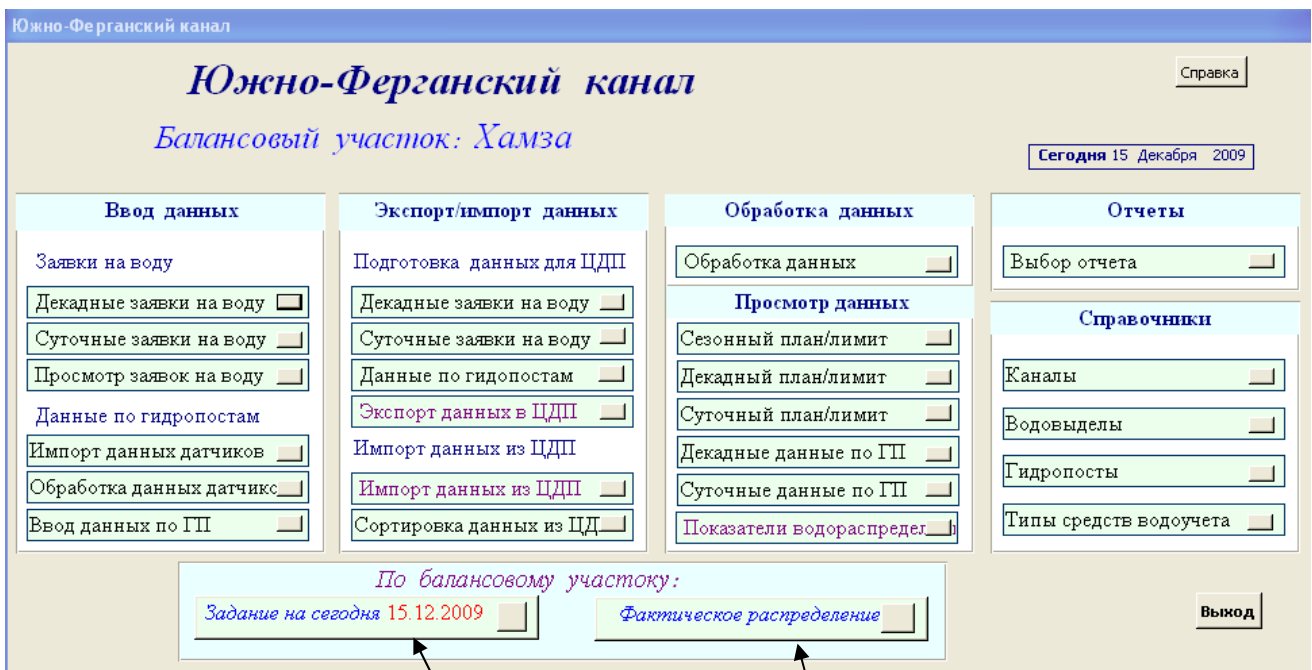 Южно-Ферганский канал
Южно-Ферганский канал
Справка
Балансовый участок: Хамза
Сегодня 15 Декабря 2009
Ввод данных
Заявки на воду
Декадные заявки на воду
Суточные заявки на воду
Просмотр заявок на воду
Данные по гидропостам
Импорт данных датчиков
Обработка данных датчикс
Ввод данных по ГП
Экспорт/импорт данных
Подготовка данных для ЦДП
Декадные заявки на воду
Суточные заявки на воду
Данные по гидопостам
Экспорт данных в ЦДП
Импорт данных из ЦДП
Импорт данных из ЦДП
Сортировка данных из ЦД
Обработка данных
Обработка данных
Просмотр данных
Сезонный план/лимит
Декадный план/лимит
Суточный план/лимит
Декадные данные по ГП
Суточные данные по ГП
Показатели водораспредел
Отчеты
Выбор отчета
Справочники
Каналы
Водовыделы
Гидропосты
Типы средств водоучета
По балансовому участоку:
Задание на сегодня 15.12.2009
Фактическое распределение
Выход